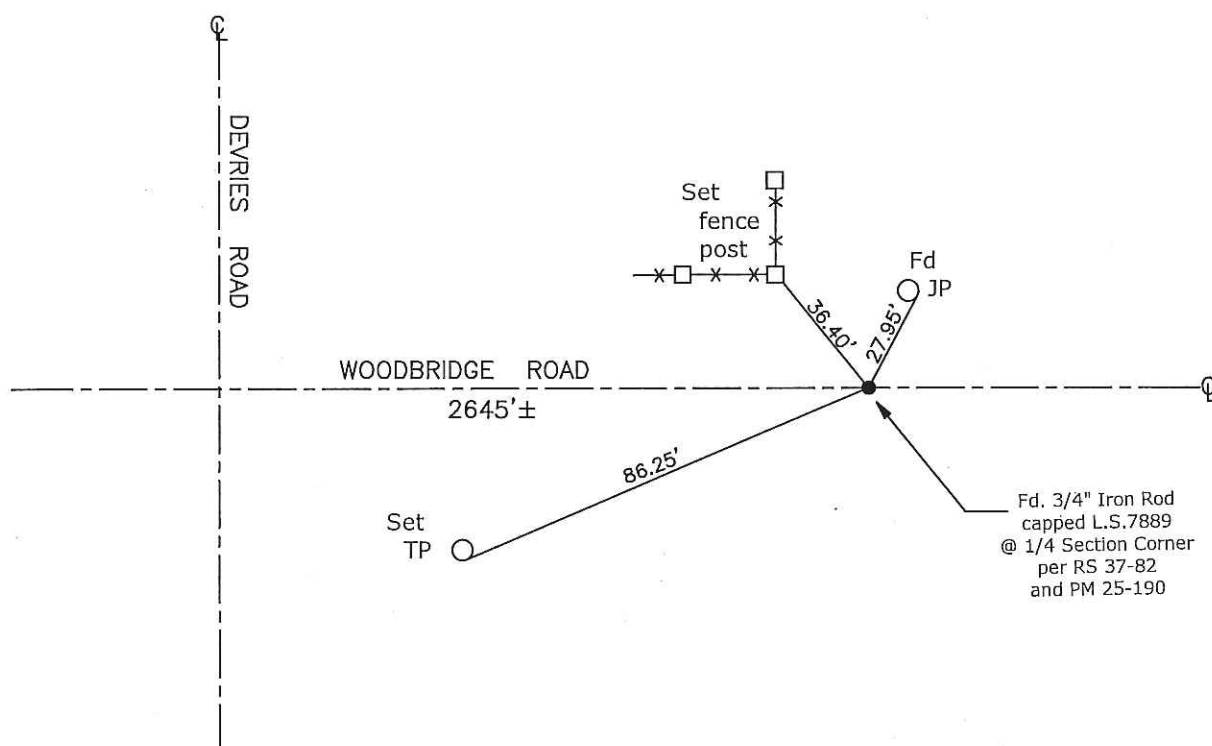 ℄
DEVRIES ROAD
Set
fence
post
Fd
JP
36.40'
27.95'
WOODBRIDGE ROAD
2645'±
℄
86.25'
Set
TP
Fd. 3/4" Iron Rod
capped L.S.7889
@ 1/4 Section Corner
per RS 37-82
and PM 25-190